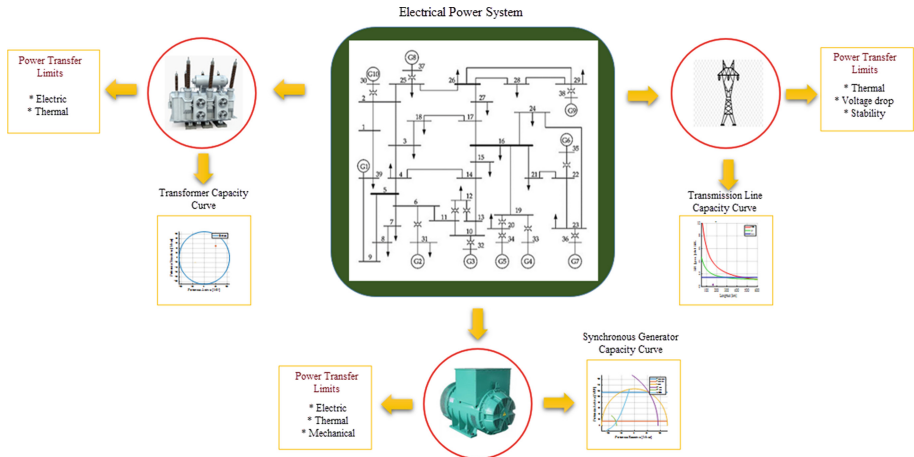 Electrical Power System
Power Transfer
Limits
* Electric
* Thermal
Transformer Capacity
Curve
G8
37
G10
30
25
26
28
29
2
27
38
24
G9
1
18
17
3
16
G6
35
G1
15
39
4
14
21
22
5
12
6
19
7
11
13
20
23
8
31
10
32
34
33
36
9
G2
G3
G5
G4
G7
Power Transfer
Limits
* Thermal
* Voltage drop
* Stability
Transmission Line
Capacity Curve
Synchronous Generator
Capacity Curve
Power Transfer
Limits
* Electric
* Thermal
* Mechanical